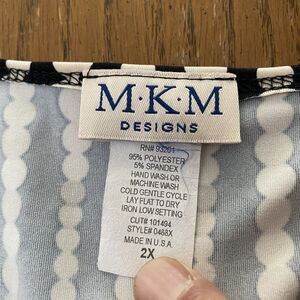 M·K·M
DESIGNS
RN# 93201
95% POLYESTER
5% SPANDEX
HAND WASH OR
MACHINE WASH
COLD GENTLE CYCLE
LAY FLAT TO DRY
IRON LOW SETTING
CUT# 101494
STYLE# 0468X
MADE IN U.S.A
2X